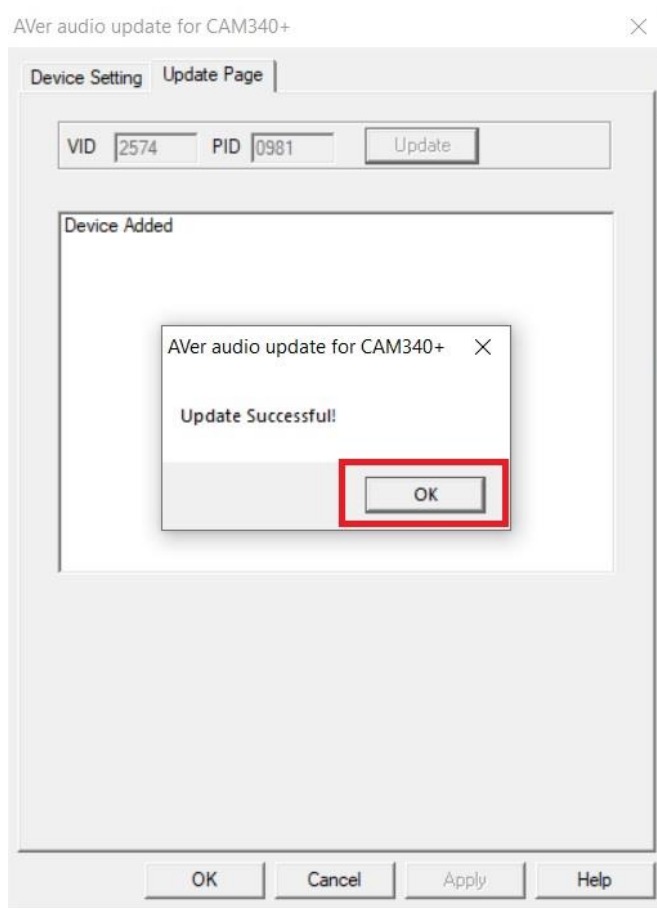 AVer audio update for CAM340+
Device Setting Update Page
VID 2574 PID 0981 Update
Device Added
AVer audio update for CAM340+
Update Successful!
OK
OK Cancel Apply Help